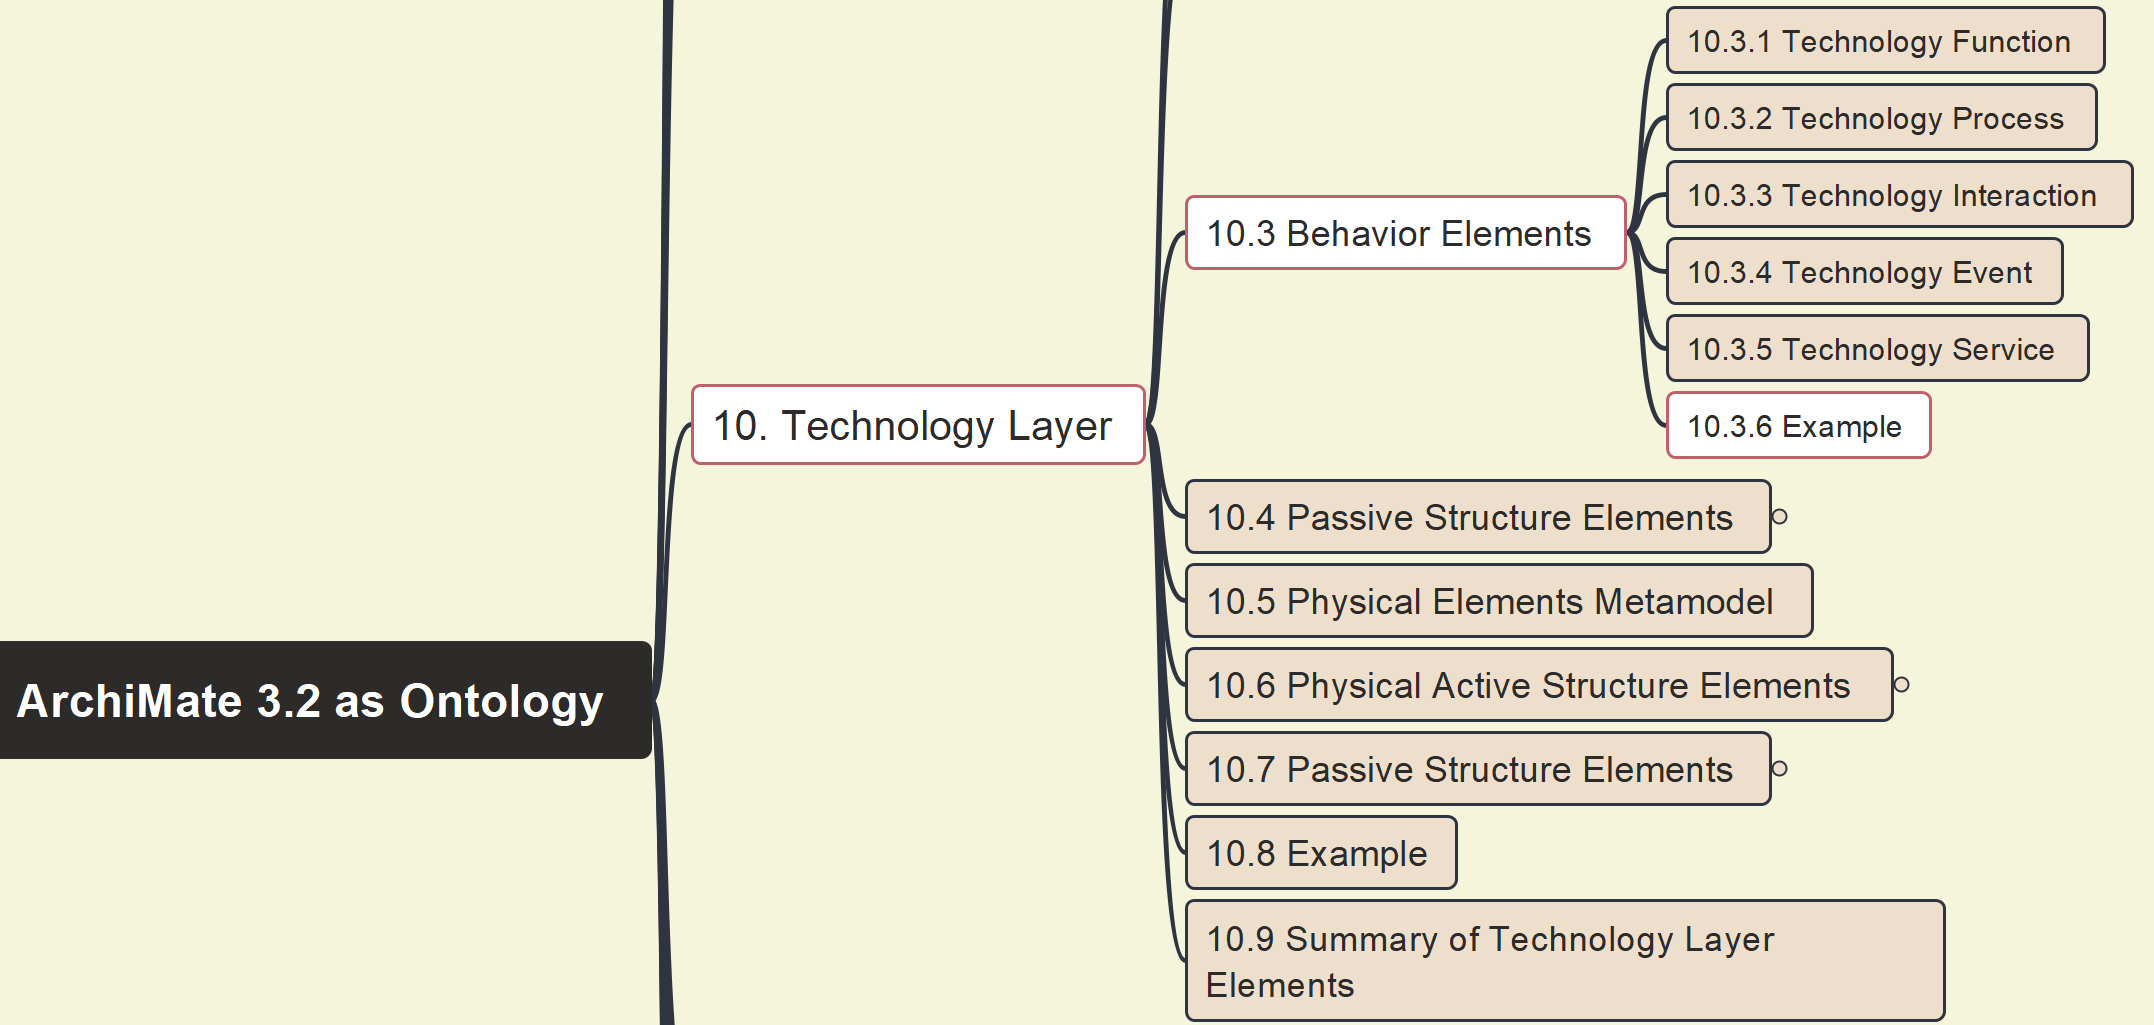 ArchiMate 3.2 as Ontology
10. Technology Layer
10.3 Behavior Elements
10.3.1 Technology Function
10.3.2 Technology Process
10.3.3 Technology Interaction
10.3.4 Technology Event
10.3.5 Technology Service
10.3.6 Example
10.4 Passive Structure Elements
10.5 Physical Elements Metamodel
10.6 Physical Active Structure Elements
10.7 Passive Structure Elements
10.8 Example
10.9 Summary of Technology Layer
Elements